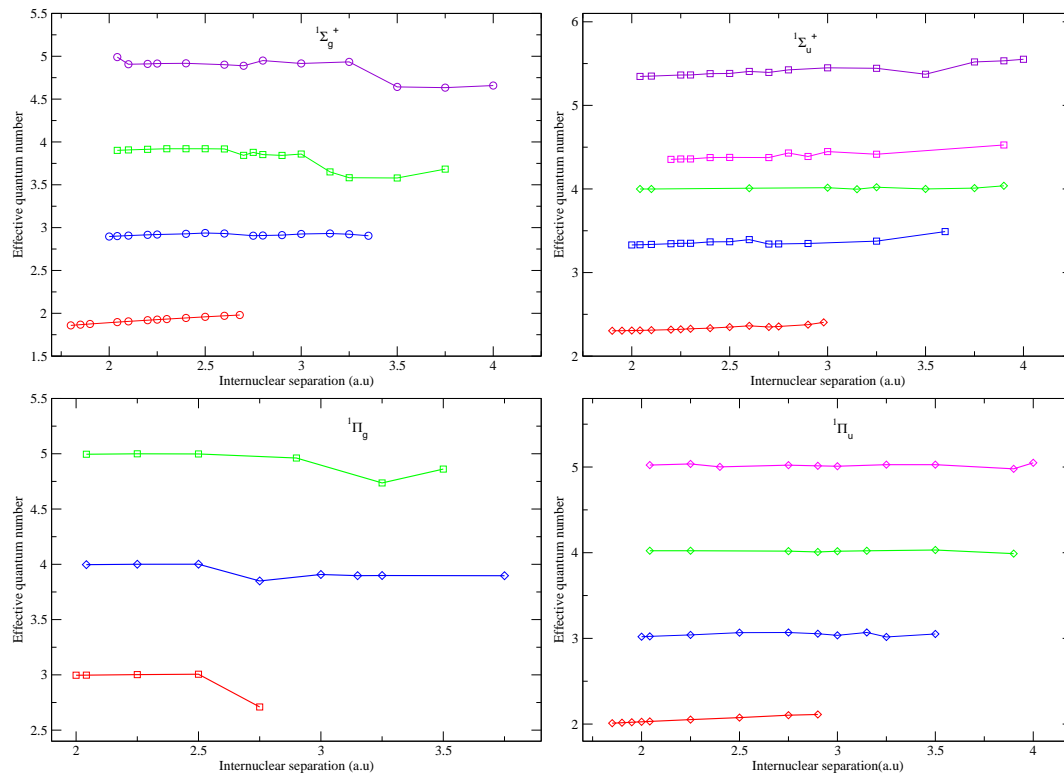 ¹Σg⁺
Effective quantum number
5.5
5
4.5
4
3.5
3
2.5
2
1.5
2 2.5 3 3.5 4
Internuclear separation (a.u)
¹Σu⁺
Effective quantum number
6
5
4
3
2
2 2.5 3 3.5 4
Internuclear separation (a.u)
¹Πg
Effective quantum number
5.5
5
4.5
4
3.5
3
2.5
2 2.5 3 3.5
Internuclear separation (a.u)
¹Πu
Effective quantum number
5
4
3
2
2 2.5 3 3.5 4
Internuclear separation(a.u)